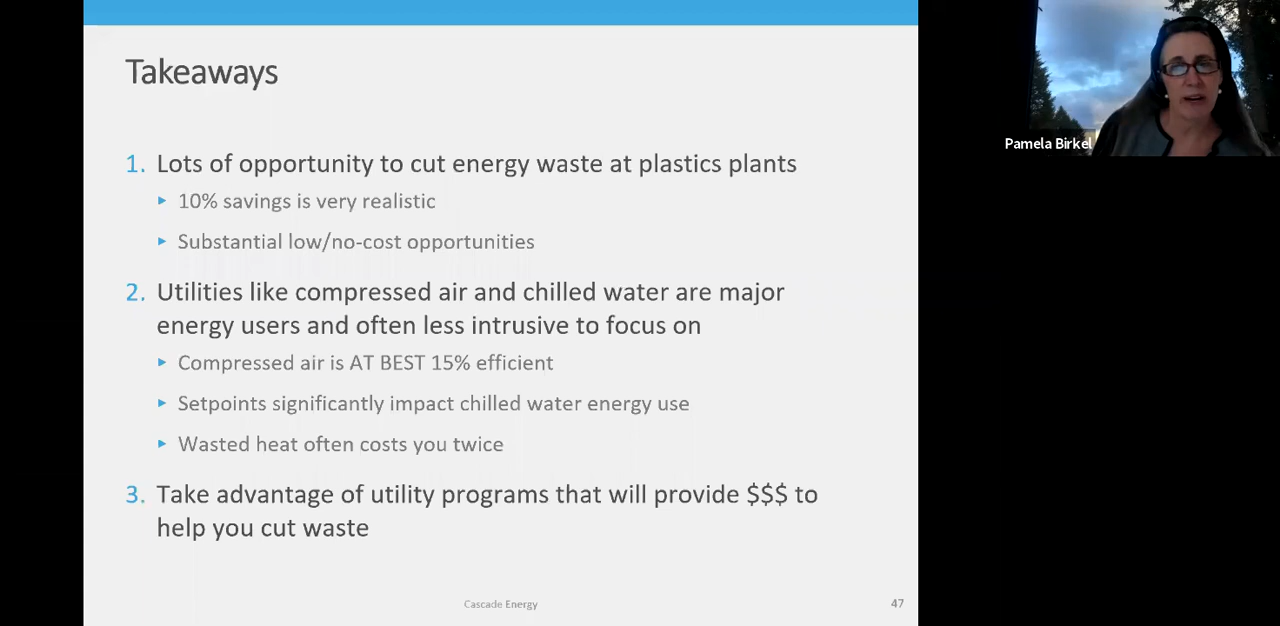 Takeaways
1. Lots of opportunity to cut energy waste at plastics plants
10% savings is very realistic
Substantial low/no-cost opportunities
2. Utilities like compressed air and chilled water are major
energy users and often less intrusive to focus on
Compressed air is AT BEST 15% efficient
Setpoints significantly impact chilled water energy use
Wasted heat often costs you twice
3. Take advantage of utility programs that will provide $$$ to
help you cut waste
Cascade Energy
47
Pamela Birkel